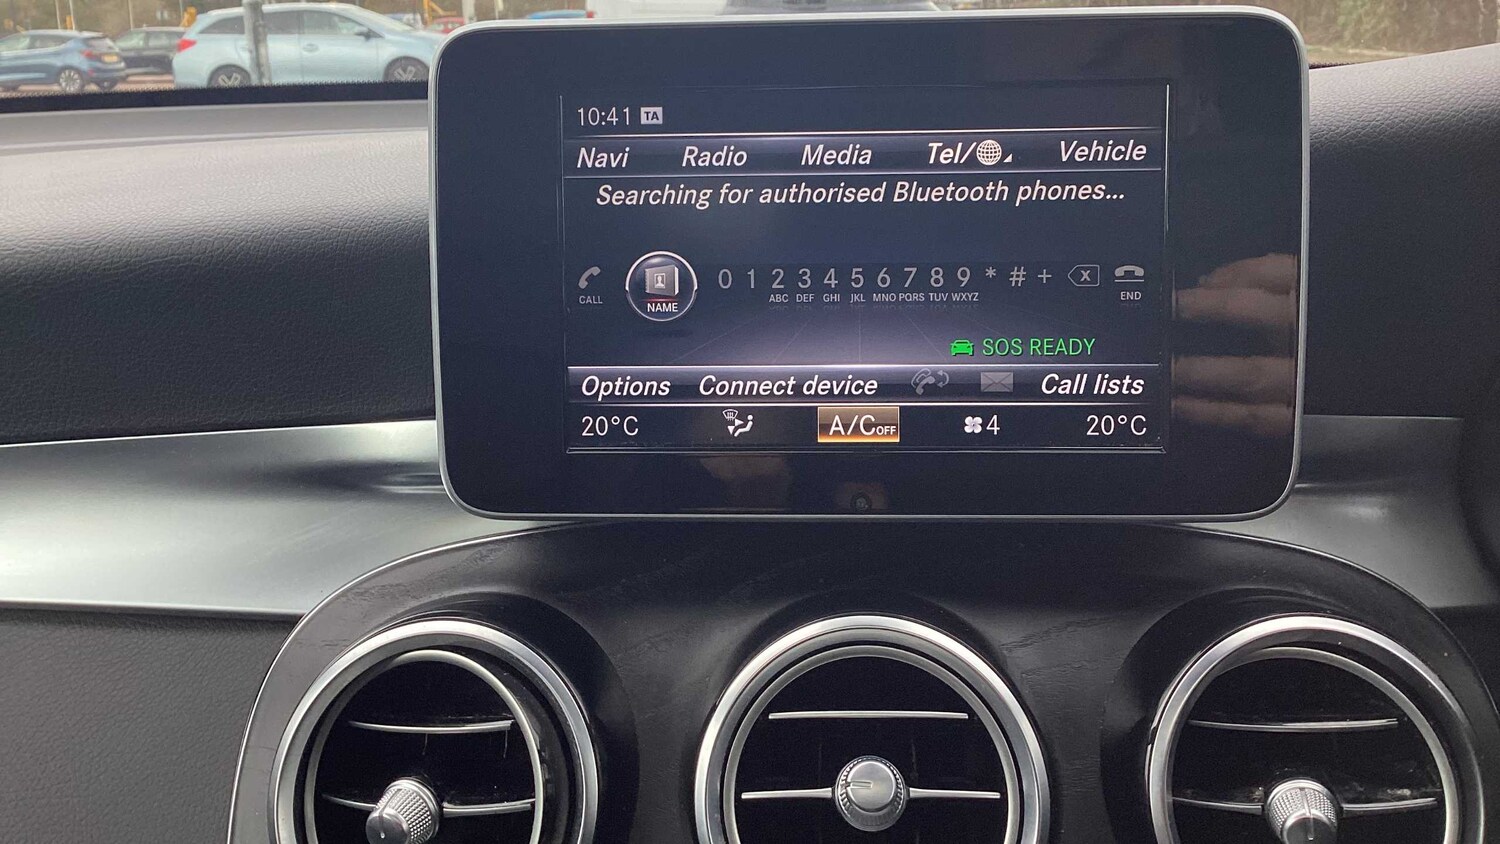 10:41 TA
Navi Radio Media Tel/ Vehicle
Searching for authorised Bluetooth phones...
CALL NAME 0 1 2 3 4 5 6 7 8 9 * # + X END
ABC DEF GHI JKL MNO PQRS TUV WXYZ
SOS READY
Options Connect device Call lists
20°C A/C OFF 4 20°C